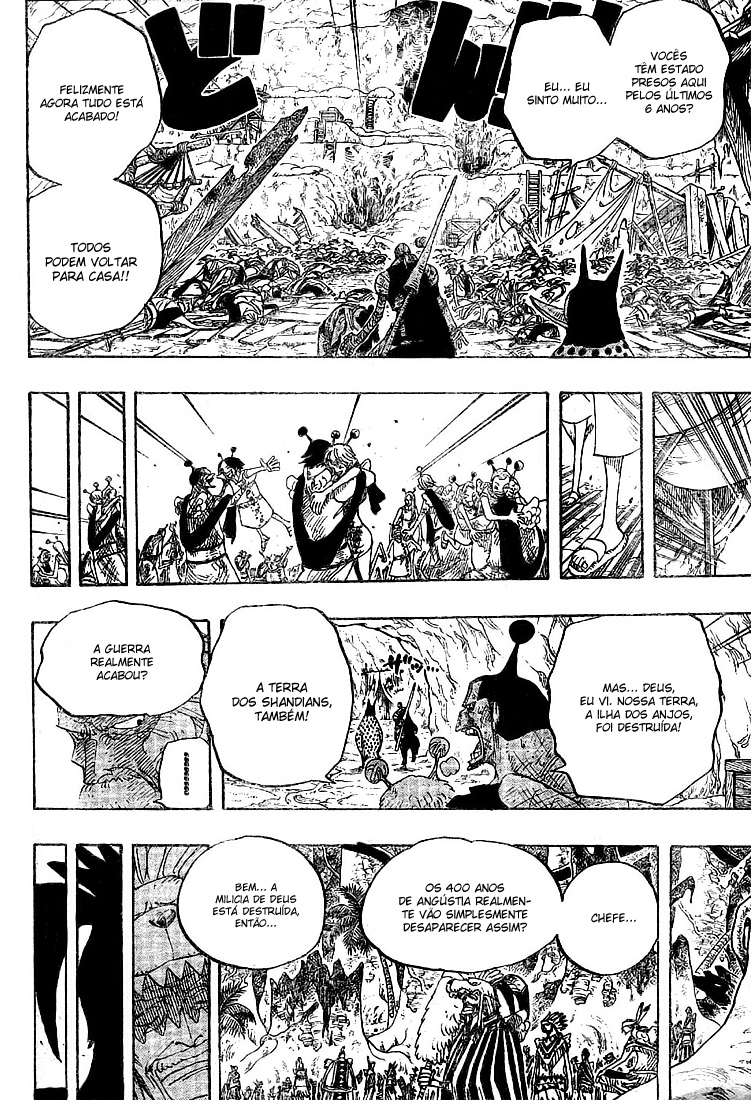 VOCÊS
TÊM ESTADO
PRESOS AQUI
PELOS ÚLTIMOS
6 ANOS?
EU... EU
SINTO MUITO...
FELIZMENTE
AGORA TUDO ESTÁ
ACABADO!
TODOS
PODEM VOLTAR
PARA CASA!!
MAS... DEUS,
EU VI. NOSSA TERRA,
A ILHA DOS ANJOS,
FOI DESTRUÍDA!
A TERRA
DOS SHANDIANS,
TAMBÉM!
A GUERRA
REALMENTE
ACABOU?
CHEFE...
OS 400 ANOS
DE ANGÚSTIA REALMEN-
TE VÃO SIMPLESMENTE
DESAPARECER ASSIM?
BEM... A
MILICIA DE DEUS
ESTÁ DESTRUÍDA,
ENTÃO...